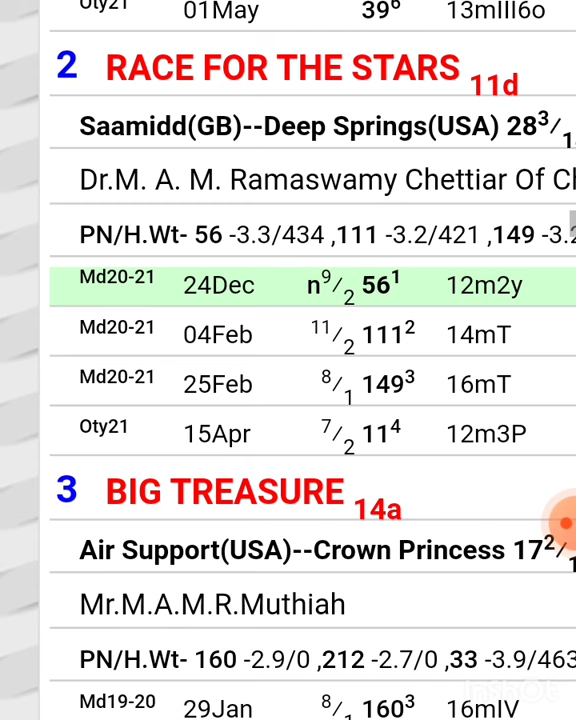 Oty21 01May 39⁶ 13mIII6o
2 RACE FOR THE STARS 11d
Saamidd(GB)--Deep Springs(USA) 28³/
Dr.M. A. M. Ramaswamy Chettiar Of
PN/H.Wt- 56 -3.3/434 ,111 -3.2/421 ,149 -3.2
Md20-21 24Dec n⁹/₂ 56¹ 12m2y
Md20-21 04Feb ¹¹/₂ 111² 14mT
Md20-21 25Feb ⁸/₁ 149³ 16mT
Oty21 15Apr ⁷/₂ 11⁴ 12m3P
3 BIG TREASURE 14a
Air Support(USA)--Crown Princess 17²/
Mr.M.A.M.R.Muthiah
PN/H.Wt- 160 -2.9/0 ,212 -2.7/0 ,33 -3.9/463
Md19-20 29Jan ⁸/₁ 160³ 16mIV
InShOt